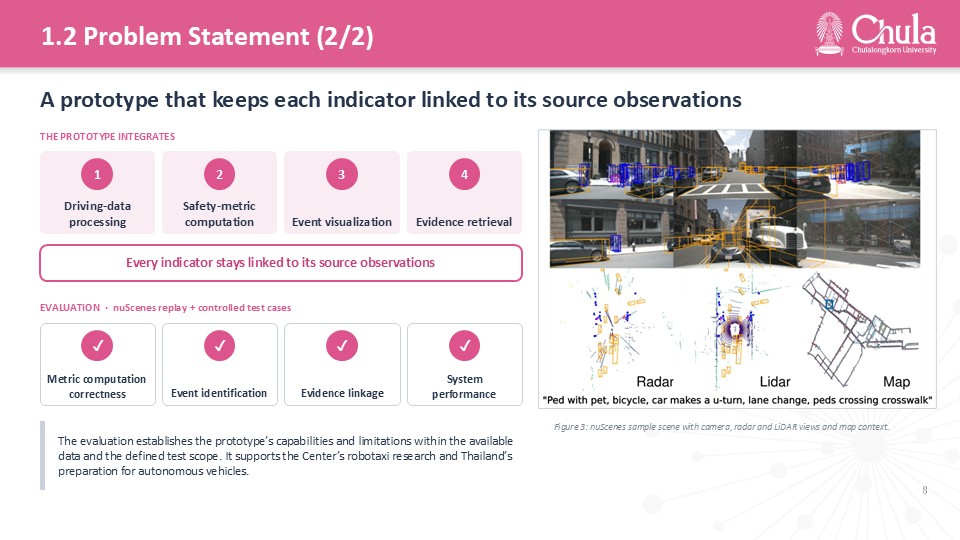 1.2 Problem Statement (2/2)
Chula
Chulalongkorn University
A prototype that keeps each indicator linked to its source observations
THE PROTOTYPE INTEGRATES
1
Driving-data
processing
2
Safety-metric
computation
3
Event visualization
4
Evidence retrieval
Every indicator stays linked to its source observations
EVALUATION · nuScenes replay + controlled test cases
✓
Metric computation
correctness
✓
Event identification
✓
Evidence linkage
✓
System
performance
The evaluation establishes the prototype's capabilities and limitations within the available
data and the defined test scope. It supports the Center's robotaxi research and Thailand's
preparation for autonomous vehicles.
Radar
Lidar
Map
"Ped with pet, bicycle, car makes a u-turn, lane change, peds crossing crosswalk"
Figure 3: nuScenes sample scene with camera, radar and LiDAR views and map context.
8